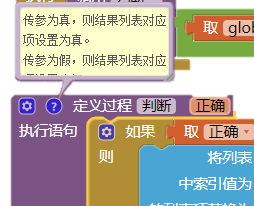 传参为真，则结果列表对应
项设置为真。
传参为假，则结果列表对应
取 glo
? 定义过程 判断 正确
执行语句 如果 取 正确
则 将列表
中索引值为